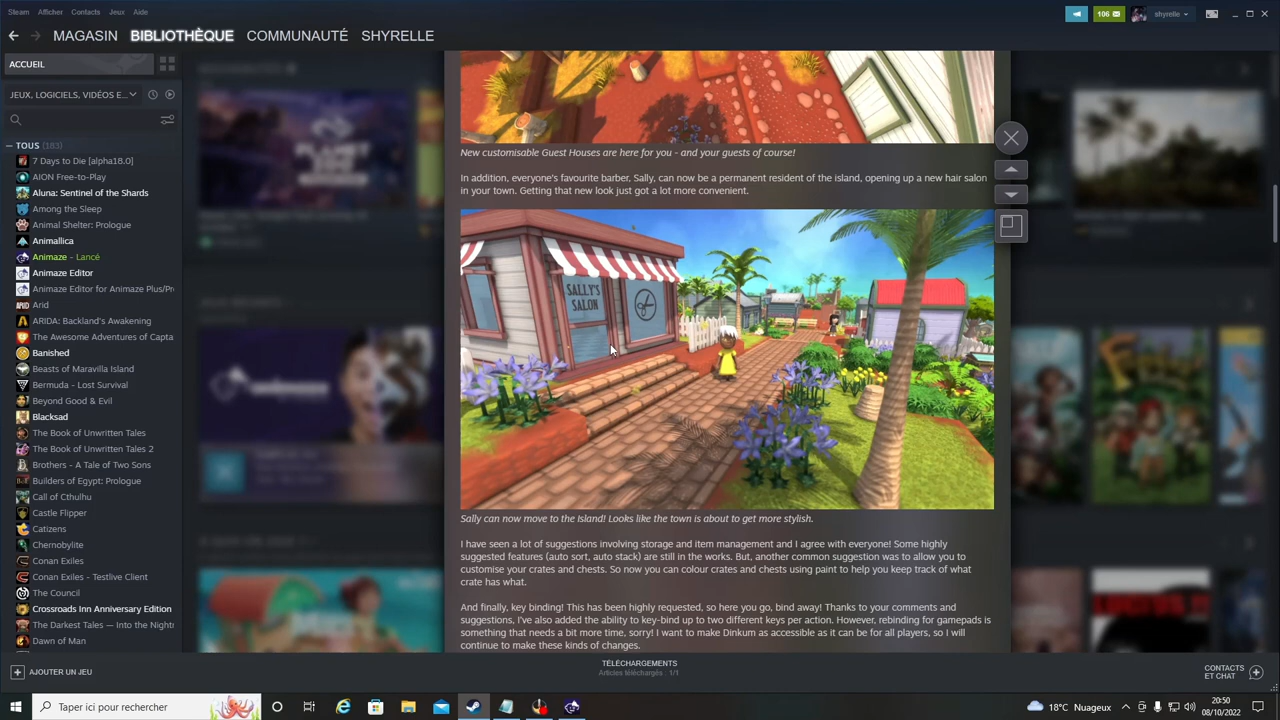 Steam Afficher Contacts Jeux Aide
106 shyrelle
MAGASIN BIBLIOTHÈQUE COMMUNAUTÉ SHYRELLE
ACCUEIL
JEUX, LOGICIELS, VIDÉOS E...
TOUS (183)
7 Days to Die [alpha18.0]
AION Free-to-Play
Aluna: Sentinel of the Shards
Among the Sleep
Animal Shelter: Prologue
Animallica
Animaze - Lancé
Animaze Editor
Animaze Editor for Animaze Plus/Pr
Arid
ARIDA: Backland's Awakening
The Awesome Adventures of Capta
Banished
Beasts of Maravilla Island
Bermuda - Lost Survival
Beyond Good & Evil
Blacksad
The Book of Unwritten Tales
The Book of Unwritten Tales 2
Brothers - A Tale of Two Sons
Builders of Egypt: Prologue
Call of Cthulhu
Castle Flipper
Catizens
Chernobylite
Conan Exiles
Conan Exiles - Testlive Client
The Council
Crossroads Inn Anniversary Edition
The Darkest Tales — Into the Night
Dawn of Man
New customisable Guest Houses are here for you - and your guests of course!
In addition, everyone's favourite barber, Sally, can now be a permanent resident of the island, opening up a new hair salon
in your town. Getting that new look just got a lot more convenient.
SALLY'S
SALON
Sally can now move to the Island! Looks like the town is about to get more stylish.
I have seen a lot of suggestions involving storage and item management and I agree with everyone! Some highly
suggested features (auto sort, auto stack) are still in the works. But, another common suggestion was to allow you to
customise your crates and chests. So now you can colour crates and chests using paint to help you keep track of what
crate has what.
And finally, key binding! This has been highly requested, so here you go, bind away! Thanks to your comments and
suggestions, I've also added the ability to key-bind up to two different keys per action. However, rebinding for gamepads is
something that needs a bit more time, sorry! I want to make Dinkum as accessible as it can be for all players, so I will
continue to make these kinds of changes.
AJOUTER UN JEU
TÉLÉCHARGEMENTS
Articles téléchargés 1/1
CONTACTS
ET CHAT
Taper ici pour rechercher
18°C Nuageux
20:50
08/10/2022